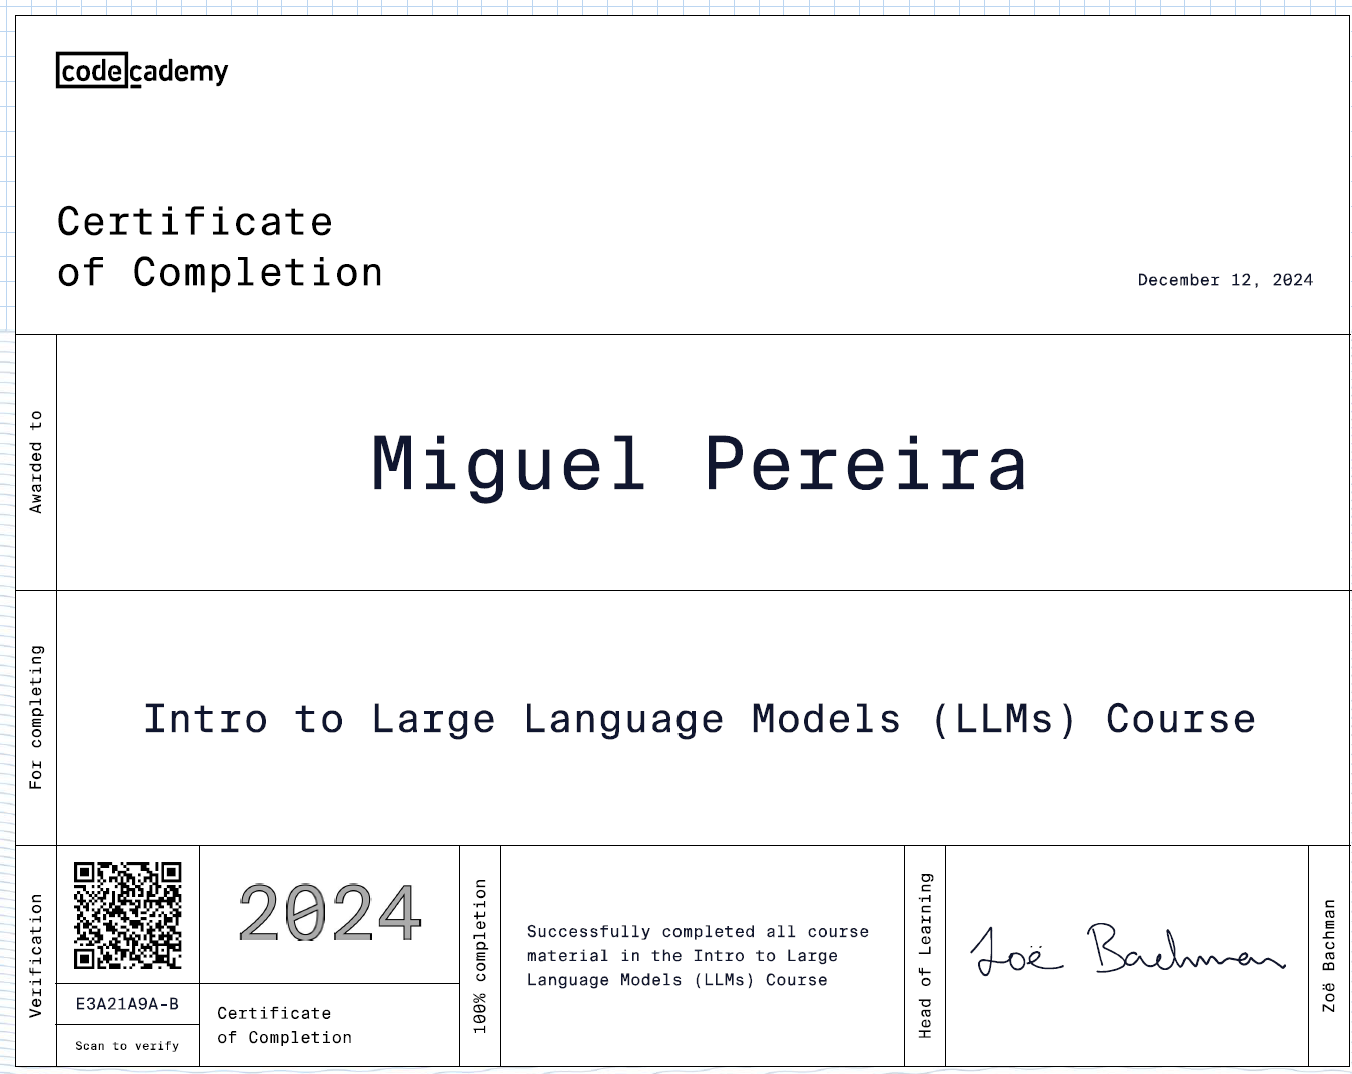 codecademy
Certificate
of Completion
December 12, 2024
Awarded to
Miguel Pereira
For completing
Intro to Large Language Models (LLMs) Course
Verification
E3A21A9A-B
Scan to verify
2024
Certificate
of Completion
100% completion
Successfully completed all course
material in the Intro to Large
Language Models (LLMs) Course
Head of Learning
Zoë Bachman
Zoë Bachman